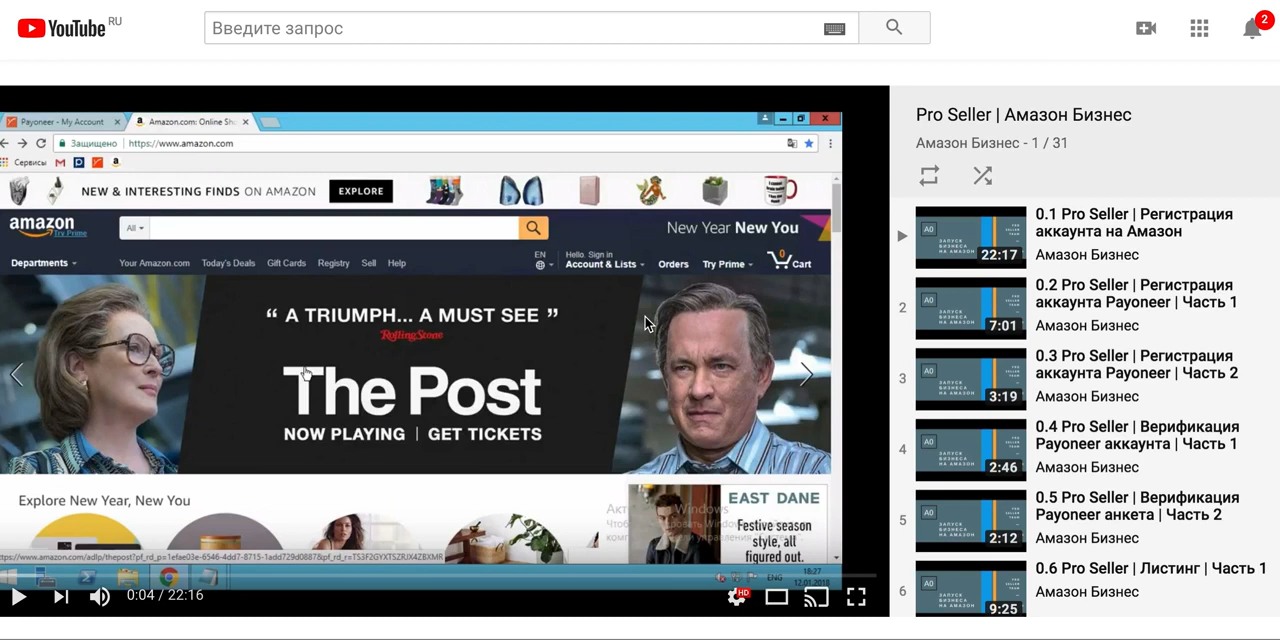 YouTube RU
Введите запрос
2
Payoneer - My Account
Amazon.com: Online Sho
Защищено
https://www.amazon.com
Сервисы
NEW & INTERESTING FINDS ON AMAZON
EXPLORE
amazon
Try Prime
All
New Year New You
Departments
Your Amazon.com
Today's Deals
Gift Cards
Registry
Sell
Help
EN
Hello. Sign in
Account & Lists
Orders
Try Prime
0
Cart
“ A TRIUMPH... A MUST SEE ”
RollingStone
The Post
NOW PLAYING | GET TICKETS
Explore New Year, New You
EAST DANE
Festive season
style, all
figured out.
ENG
18:27
12.01.2018
0:04 / 22:16
HD
Pro Seller | Амазон Бизнес
Амазон Бизнес - 1 / 31
22:17
0.1 Pro Seller | Регистрация
аккаунта на Амазон
Амазон Бизнес
2
7:01
0.2 Pro Seller | Регистрация
аккаунта Payoneer | Часть 1
Амазон Бизнес
3
3:19
0.3 Pro Seller | Регистрация
аккаунта Payoneer | Часть 2
Амазон Бизнес
4
2:46
0.4 Pro Seller | Верификация
Payoneer аккаунта | Часть 1
Амазон Бизнес
5
2:12
0.5 Pro Seller | Верификация
Payoneer анкета | Часть 2
Амазон Бизнес
6
9:25
0.6 Pro Seller | Листинг | Часть 1
Амазон Бизнес